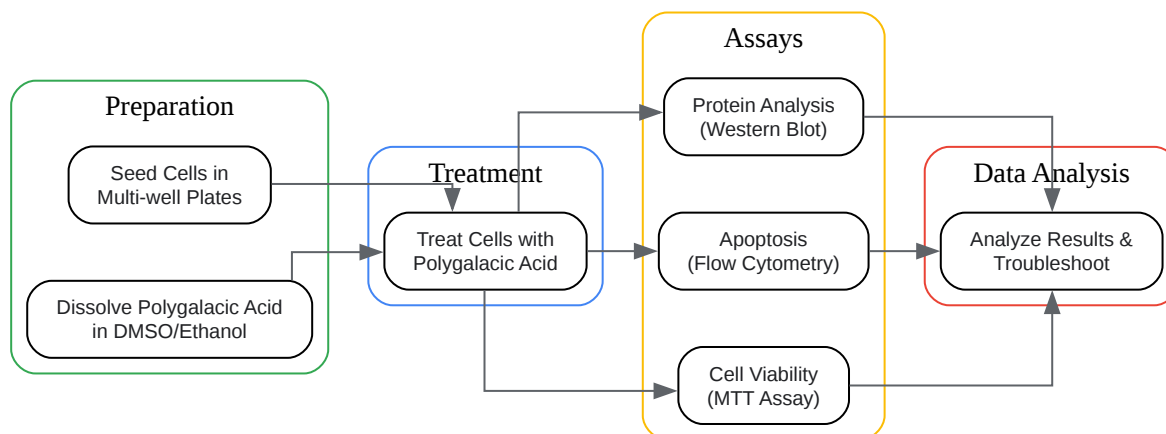 Preparation
Seed Cells in
Multi-well Plates
Dissolve Polygalacic Acid
in DMSO/Ethanol
Treatment
Treat Cells with
Polygalacic Acid
Assays
Protein Analysis
(Western Blot)
Apoptosis
(Flow Cytometry)
Cell Viability
(MTT Assay)
Data Analysis
Analyze Results &
Troubleshoot